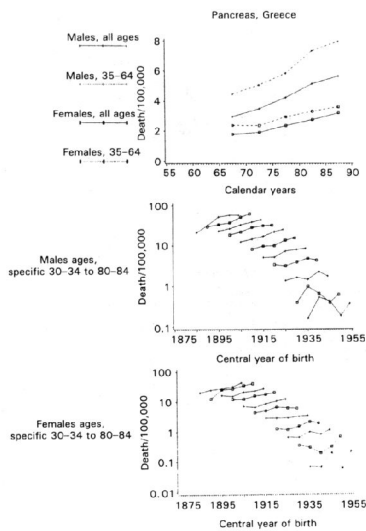 Pancreas, Greece
Males, all ages
Males, 35–64
Females, all ages
Females, 35–64
Death/100,000
8
6
4
2
0
55 60 65 70 75 80 85 90
Calendar years
Males ages,
specific 30–34 to 80–84
Death/100,000
100
10
1
0.1
1875 1895 1915 1935 1955
Central year of birth
Females ages,
specific 30–34 to 80–84
Death/100,000
100
10
1
0.1
0.01
1875 1895 1915 1935 1955
Central year of birth